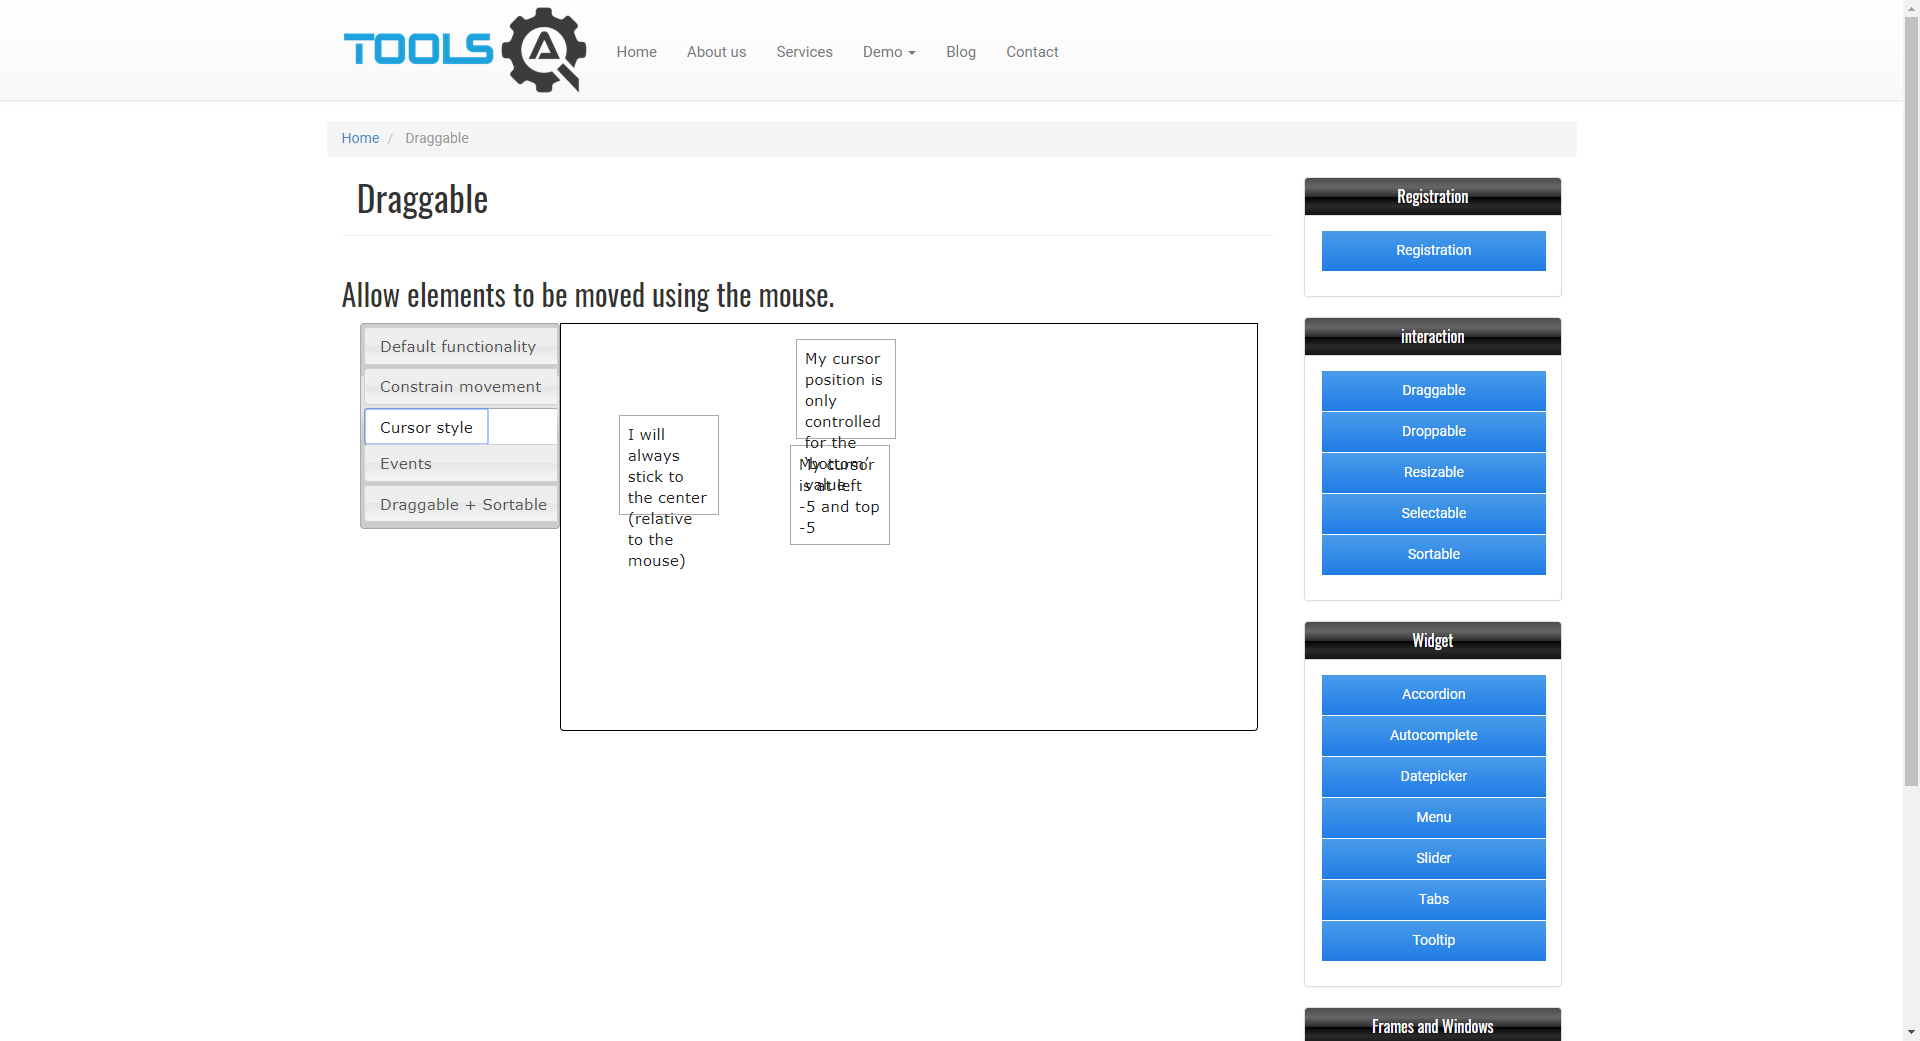 TOOLS QA
Home
About us
Services
Demo
Blog
Contact
Home / Draggable
Draggable
Allow elements to be moved using the mouse.
Default functionality
Constrain movement
Cursor style
Events
Draggable + Sortable
I will
always
stick to
the center
(relative
to the
mouse)
My cursor
position is
only
controlled
for the
'bottom'
value
My cursor
is at left
-5 and top
-5
Registration
Registration
interaction
Draggable
Droppable
Resizable
Selectable
Sortable
Widget
Accordion
Autocomplete
Datepicker
Menu
Slider
Tabs
Tooltip
Frames and Windows